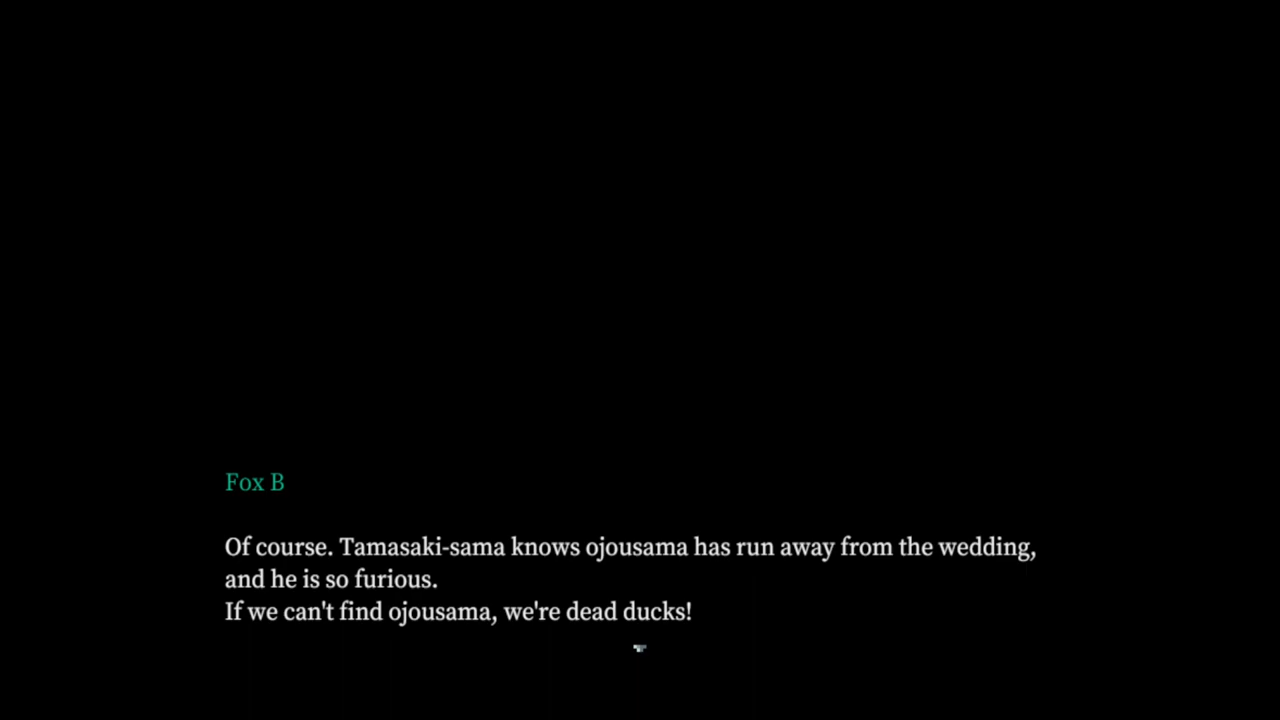 Fox B
Of course. Tamasaki-sama knows ojousama has run away from the wedding,
and he is so furious.
If we can't find ojousama, we're dead ducks!